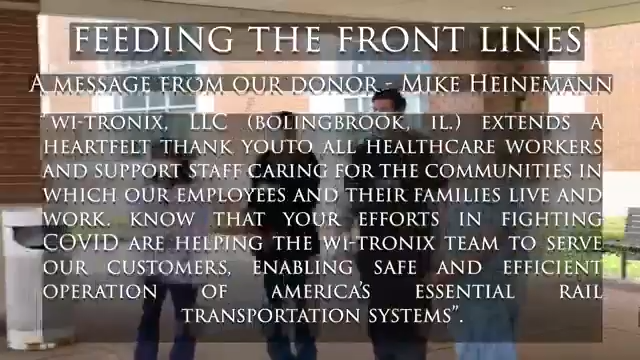 FEEDING THE FRONT LINES
A MESSAGE FROM OUR DONOR - MIKE HEINEMANN
"WI-TRONIX, LLC (BOLINGBROOK, IL.) EXTENDS A
HEARTFELT THANK YOUTO ALL HEALTHCARE WORKERS
AND SUPPORT STAFF CARING FOR THE COMMUNITIES IN
WHICH OUR EMPLOYEES AND THEIR FAMILIES LIVE AND
WORK. KNOW THAT YOUR EFFORTS IN FIGHTING
COVID ARE HELPING THE WI-TRONIX TEAM TO SERVE
OUR CUSTOMERS, ENABLING SAFE AND EFFICIENT
OPERATION OF AMERICA'S ESSENTIAL RAIL
TRANSPORTATION SYSTEMS".